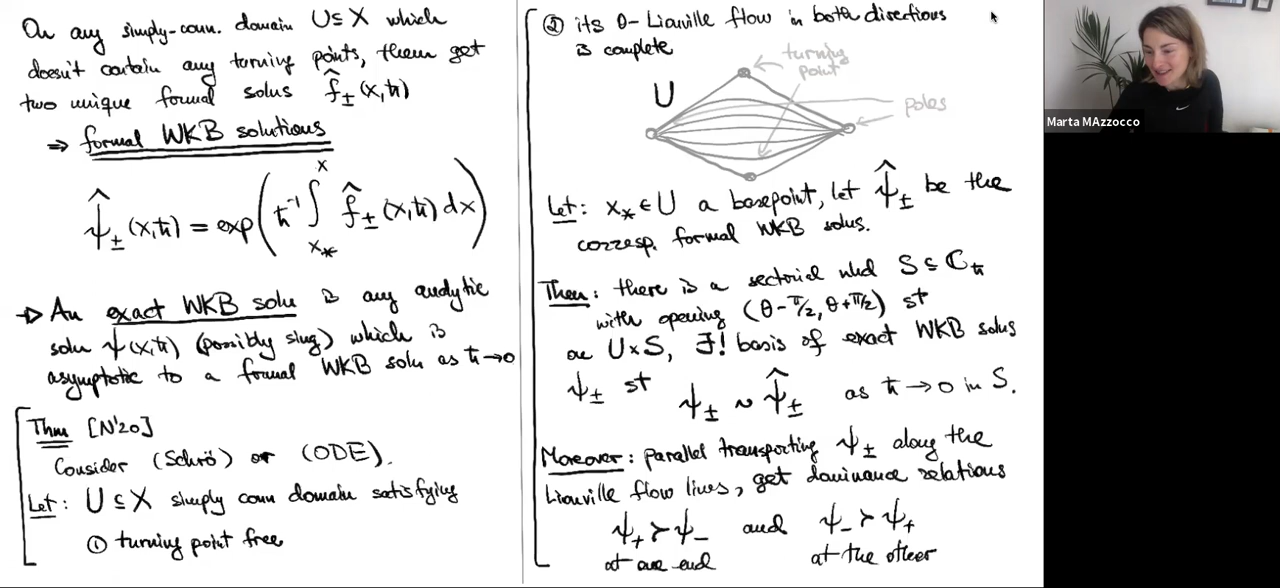 On any simply-conn. domain U⊆X which
doesn't contain any turning points, then get
two unique formal solns f̂±(x,ħ)
⇒ formal WKB solutions
ψ̂±(x,ħ) = exp(ħ⁻¹ ∫_{x_*}^{x} f̂±(x,ħ) dx)
→ An exact WKB soln is any analytic
soln ψ(x,ħ) (possibly sing) which is
asymptotic to a formal WKB soln as ħ→0
Thm [N'20]
Consider (Schrö) or (ODE).
Let: U⊆X simply conn domain satisfying
① turning point free
② its θ-Liouville flow in both directions
is complete
turning
point
U
poles
Let: x_* ∈ U a basepoint, let ψ̂± be the
corresp. formal WKB solns.
Then: there is a sectorial nhd S⊆ℂ_ħ
with opening (θ-π/2, θ+π/2) st
on U×S, ∃! basis of exact WKB solns
ψ± st ψ± ~ ψ̂± as ħ→0 in S.
Moreover: parallel transporting ψ± along the
Liouville flow lines, get dominance relations
ψ₊ ≻ ψ₋ and ψ₋ ≻ ψ₊
at one end at the other
Marta MAzzocco